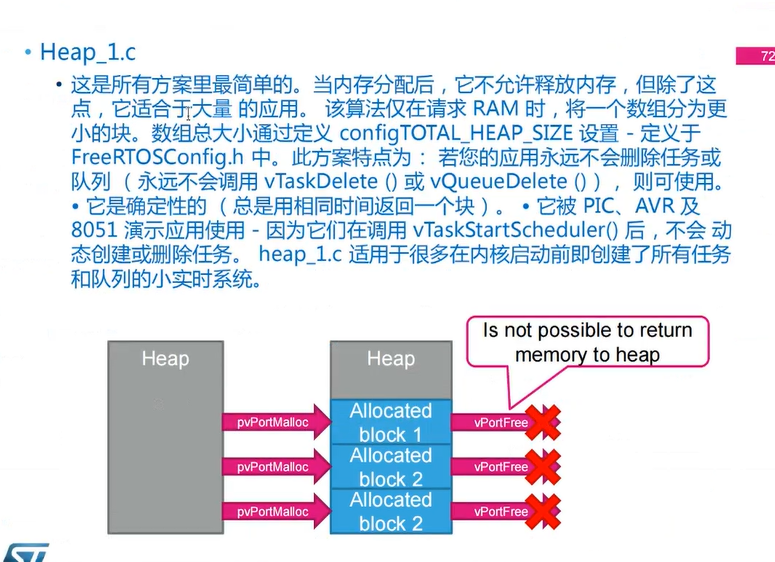 • Heap_1.c
72
• 这是所有方案里最简单的。当内存分配后，它不允许释放内存，但除了这
点，它适合于大量 的应用。 该算法仅在请求 RAM 时，将一个数组分为更
小的块。数组总大小通过定义 configTOTAL_HEAP_SIZE 设置 - 定义于
FreeRTOSConfig.h 中。此方案特点为： 若您的应用永远不会删除任务或
队列（ 永远不会调用 vTaskDelete () 或 vQueueDelete ()），则可使用。
• 它是确定性的（ 总是用相同时间返回一个块）。 • 它被 PIC、AVR 及
8051 演示应用使用 - 因为它们在调用 vTaskStartScheduler() 后，不会 动
态创建或删除任务。 heap_1.c 适用于很多在内核启动前即创建了所有任务
和队列的小实时系统。
Is not possible to return
memory to heap
Heap
Heap
pvPortMalloc
Allocated
block 1
vPortFree
pvPortMalloc
Allocated
block 2
vPortFree
pvPortMalloc
Allocated
block 2
vPortFree
ST